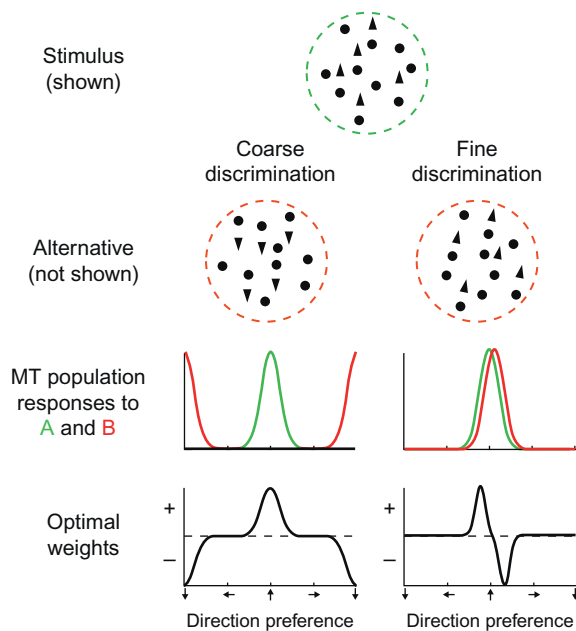 Stimulus
(shown)
Coarse
discrimination
Fine
discrimination
Alternative
(not shown)
MT population
responses to
A and B
Optimal
weights
+
–
+
–
Direction preference
Direction preference